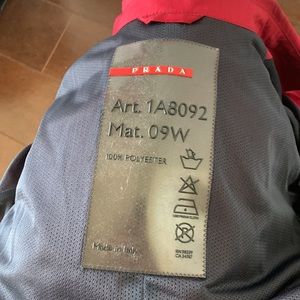 PRADA
Art. 1A8092
Mat. 09W
100% POLYESTER
Made in Italy